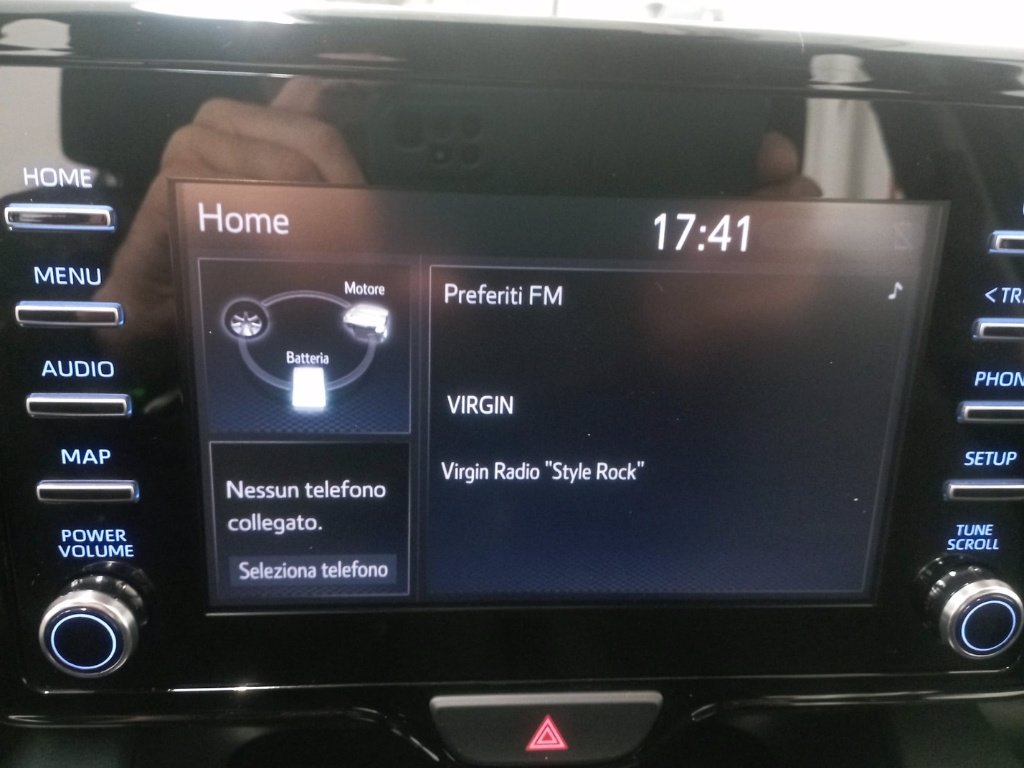 HOME
MENU
AUDIO
MAP
POWER
VOLUME
Home
17:41
Motore
Batteria
Nessun telefono
collegato.
Seleziona telefono
Preferiti FM
VIRGIN
Virgin Radio "Style Rock"
SETUP
TUNE
SCROLL